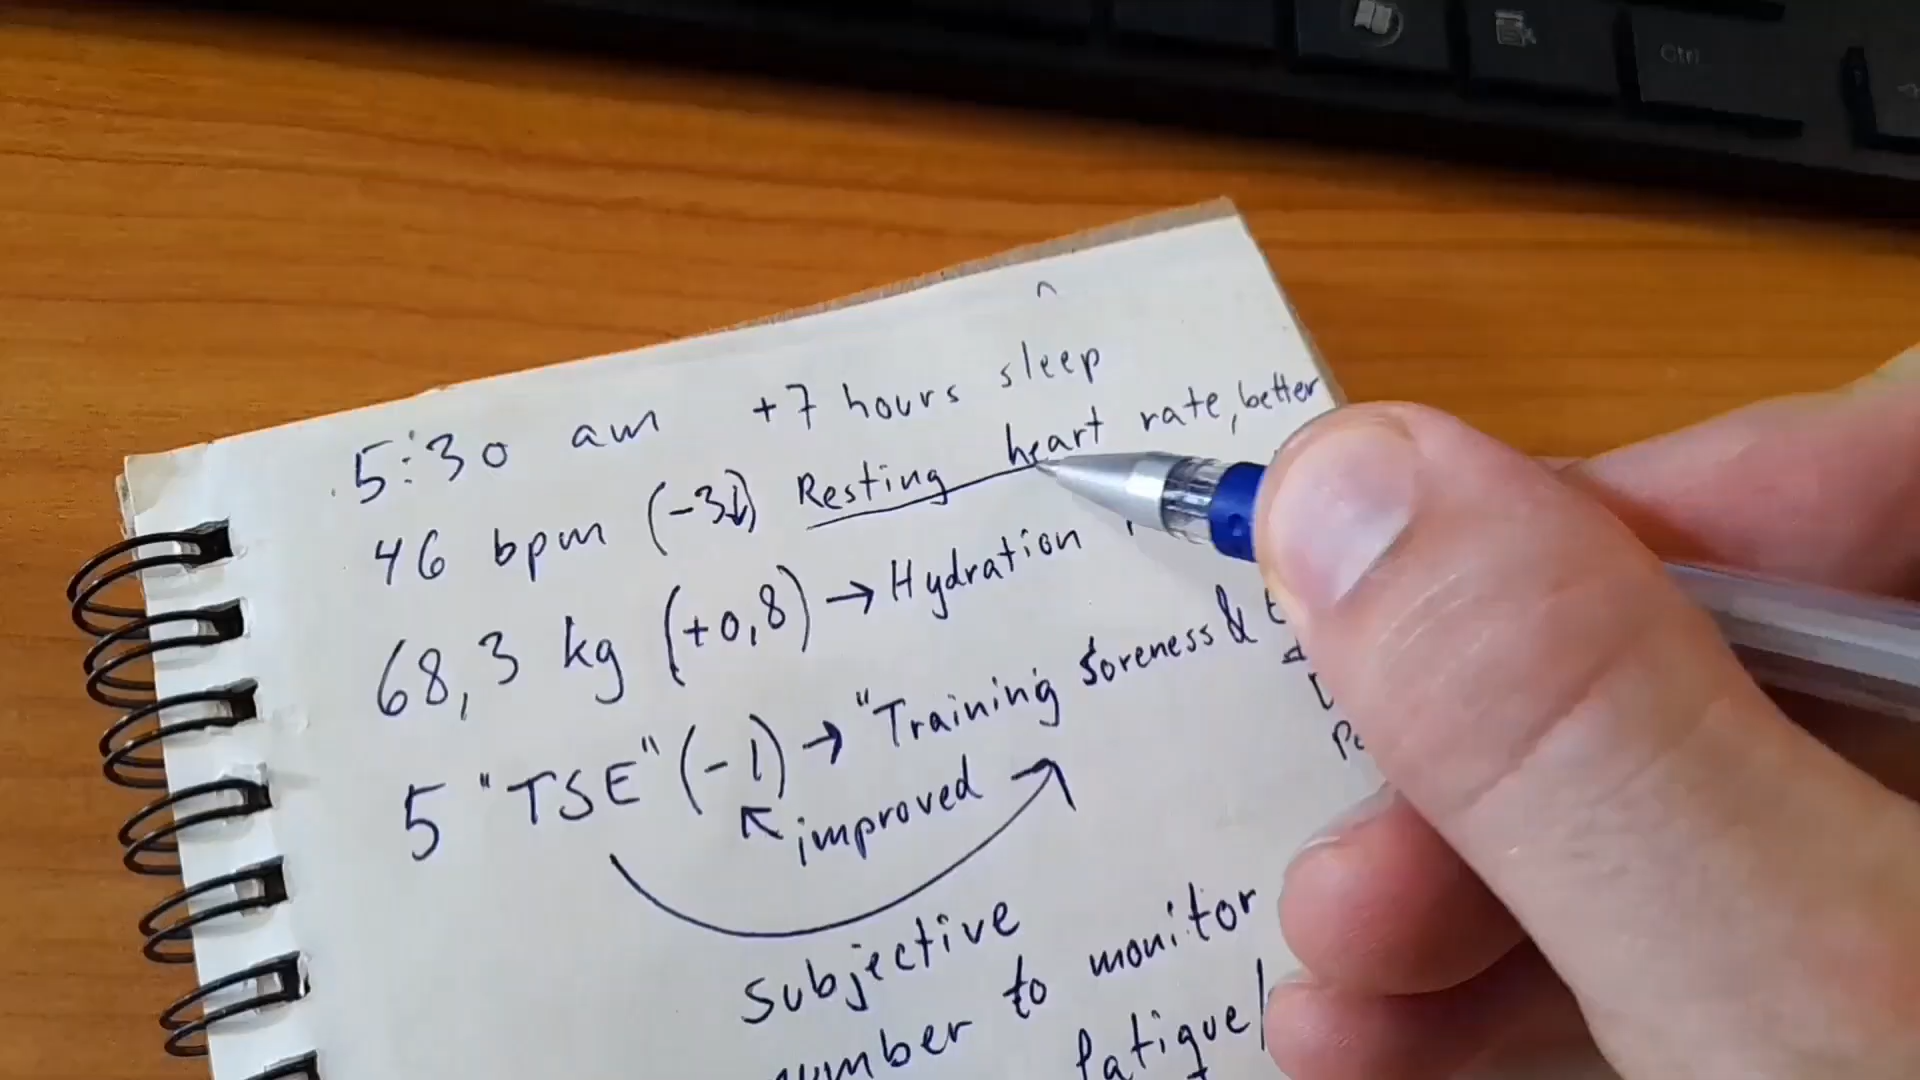 Ctrl
5:30 am +7 hours sleep
46 bpm (-3↓) Resting heart rate, better
68,3 kg (+0,8) → Hydration
5 "TSE" (-1) → "Training soreness &
improved
subjective
number to monitor
fatigue/